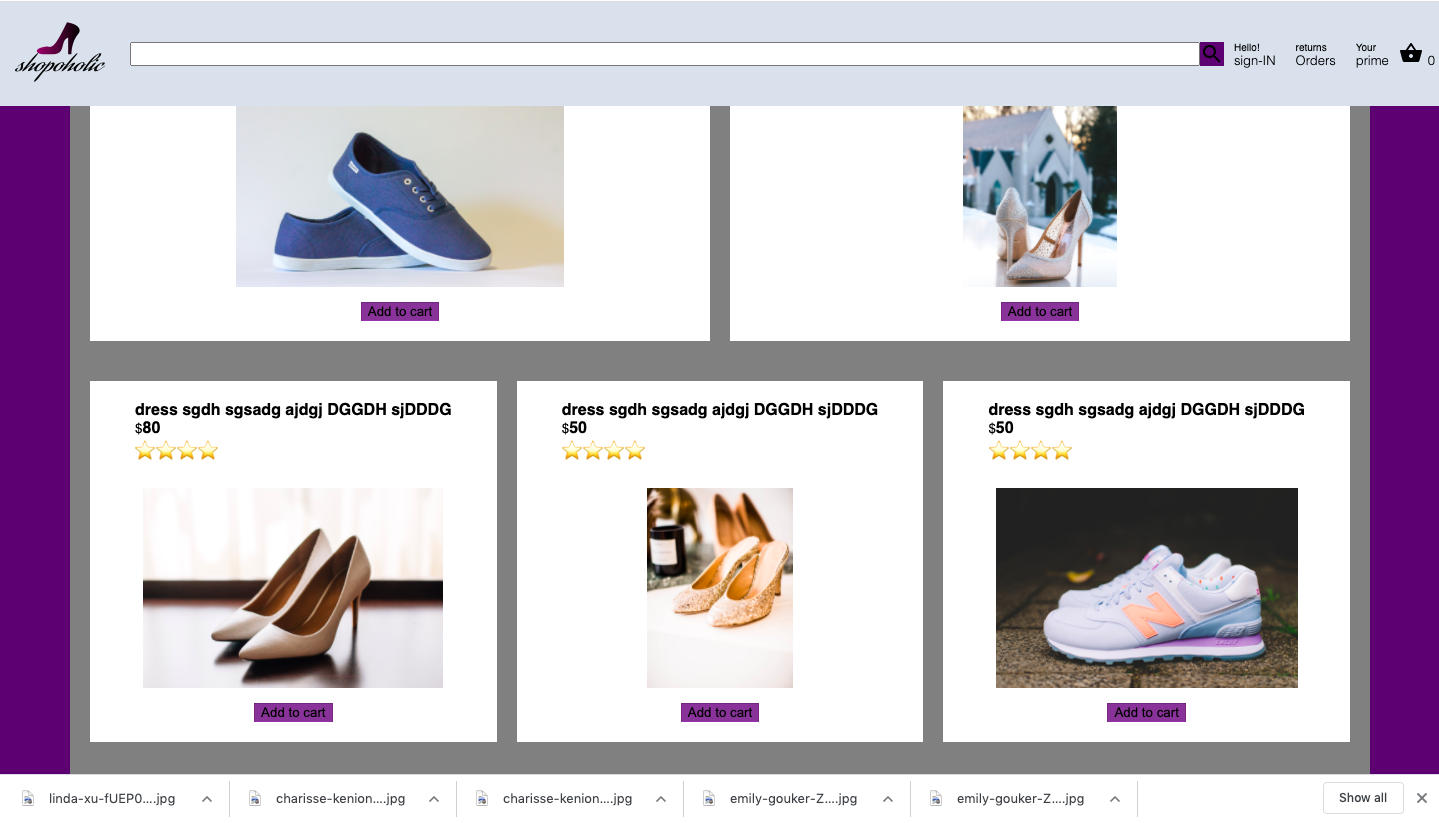 shopoholic
Hello!
sign-IN
returns
Orders
Your
prime
0
Add to cart
Add to cart
dress sgdh sgsadg ajdgj DGGDH sjDDDG
$80
dress sgdh sgsadg ajdgj DGGDH sjDDDG
$50
dress sgdh sgsadg ajdgj DGGDH sjDDDG
$50
N
Add to cart
Add to cart
Add to cart
linda-xu-fUEP0....jpg
charisse-kenion....jpg
charisse-kenion....jpg
emily-gouker-Z....jpg
emily-gouker-Z....jpg
Show all